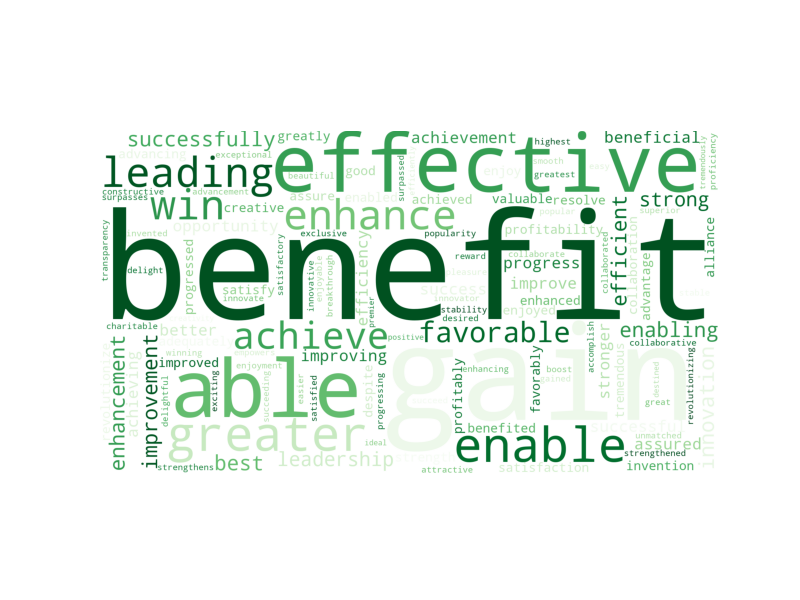 successfully
greatly
achievement
highest
beneficial
advancing
exceptional
effective
smooth
easy
tremendously
proficiency
leading
beautiful
good
surpassed
efficiently
enjoy
greatest
constructive
surpasses
advancement
assure
enabled
achieved
valuable
resolve
strong
win
creative
enhance
popular
efficient
superior
invented
opportunity
exclusive
popularity
profitability
collaboration
alliance
transparency
progressed
satisfactory
efficiency
reward
collaborate
collaborated
advantage
benefit
delight
innovative
enjoyable
breakthrough
progress
satisfy
success
improve
innovate
innovator
enhanced
premier
stability
desired
enjoyed
charitable
better
achieve
positive
favorable
accomplish
enabling
adequately
improving
collaborative
revolutionize
achieving
winning
improved
enjoyment
despite
enhancing
boost
gain
destined
stronger
tremendous
great
revolutionizing
innovation
enhancement
improvement
delightful
exciting
able
succeeding
easier
satisfied
progressing
profitably
favorably
greater
ideal
benefited
successful
unmatched
assured
enable
strengthened
strengthens
best
leadership
attractive
satisfaction
invention